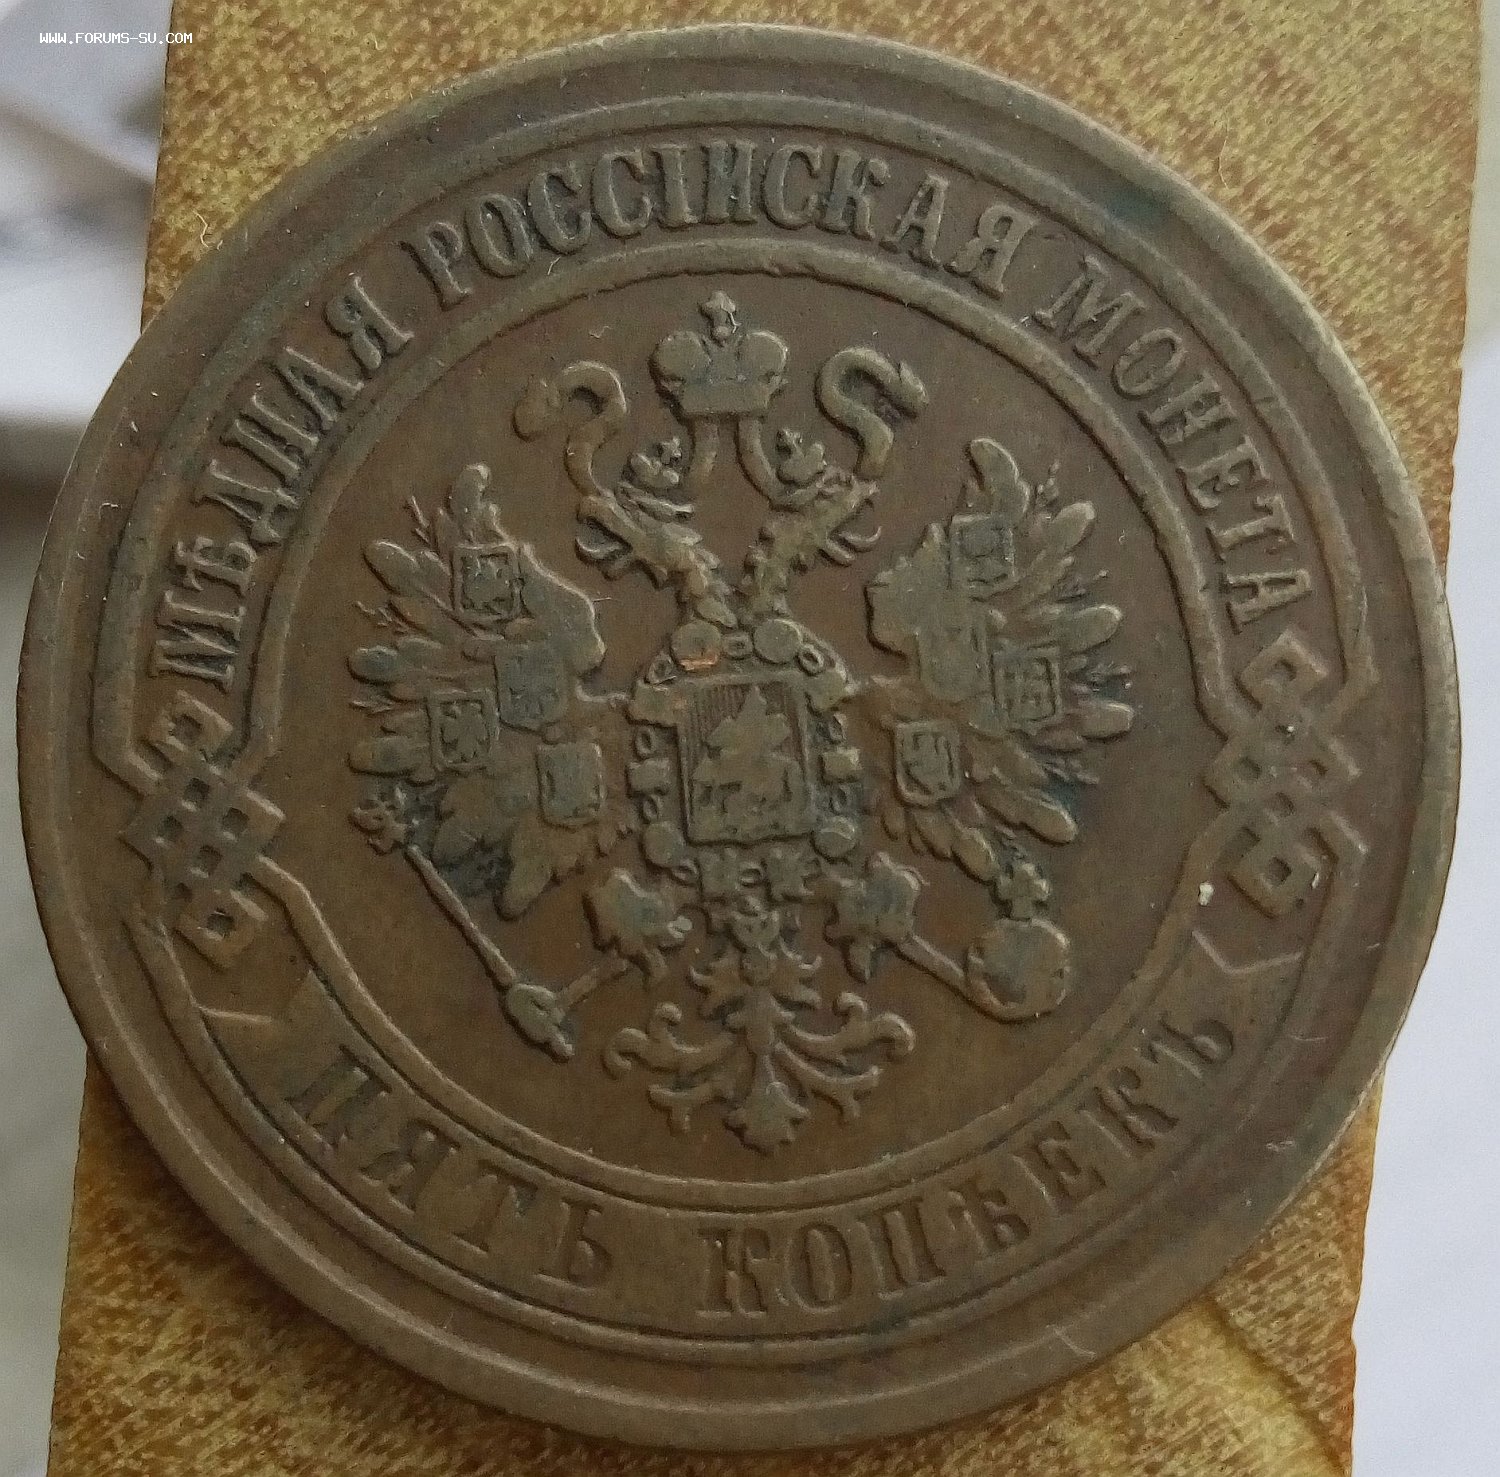 WWW.FORUMS-SU.COM
МѢДНАЯ РОССІЙСКАЯ МОНЕТА
ПЯТЬ КОПѢЕКЪ